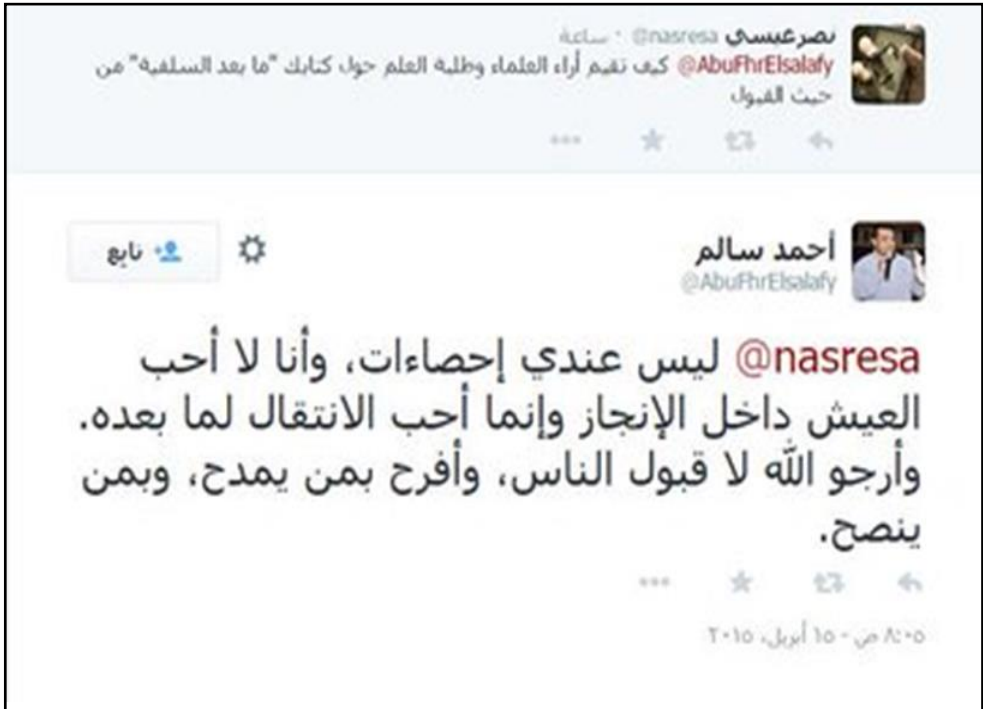 نصر عيسى @nasresa · ساعة
@AbuFhrElsalafy كيف تقيم أراء العلماء وطلبة العلم حول كتابك "ما بعد السلفية" من
حيث القبول
أحمد سالم
@AbuFhrElsalafy
تابع
@nasresa ليس عندي إحصاءات، وأنا لا أحب
العيش داخل الإنجاز وإنما أحب الانتقال لما بعده.
وأرجو الله لا قبول الناس، وأفرح بمن يمدح، وبمن
ينصح.
٨:٠٥ ص - ١٥ أبريل، ٢٠١٥